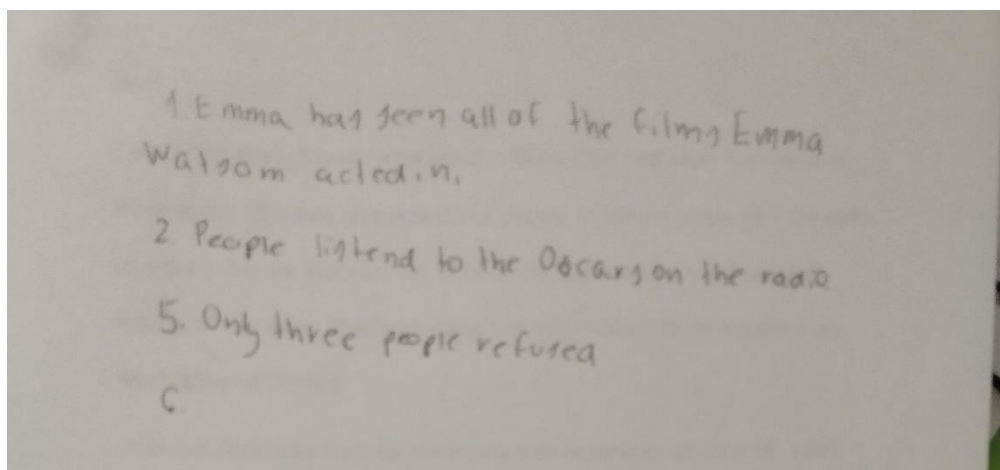 1. Emma has seen all of the films Emma
Watsom acted in.
2. People listend to the Oscars on the radio
5. Only three people refused
6